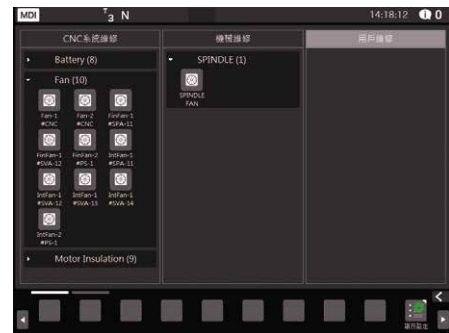 MDI T3 N 14:18:12 0
CNC系統維修 機械維修 用戶維修
Battery (8)
Fan (10)
Fan-1 #CNC
Fan-2 #CNC
FinFan-1 #SPA-11
FinFan-1 #SVA-12
FinFan-2 #PS-1
IntFan-1 #SPA-11
IntFan-1 #SVA-12
IntFan-1 #SVA-13
IntFan-1 #SVA-14
IntFan-2 #PS-1
Motor Insulation (9)
SPINDLE (1)
SPINDLE FAN